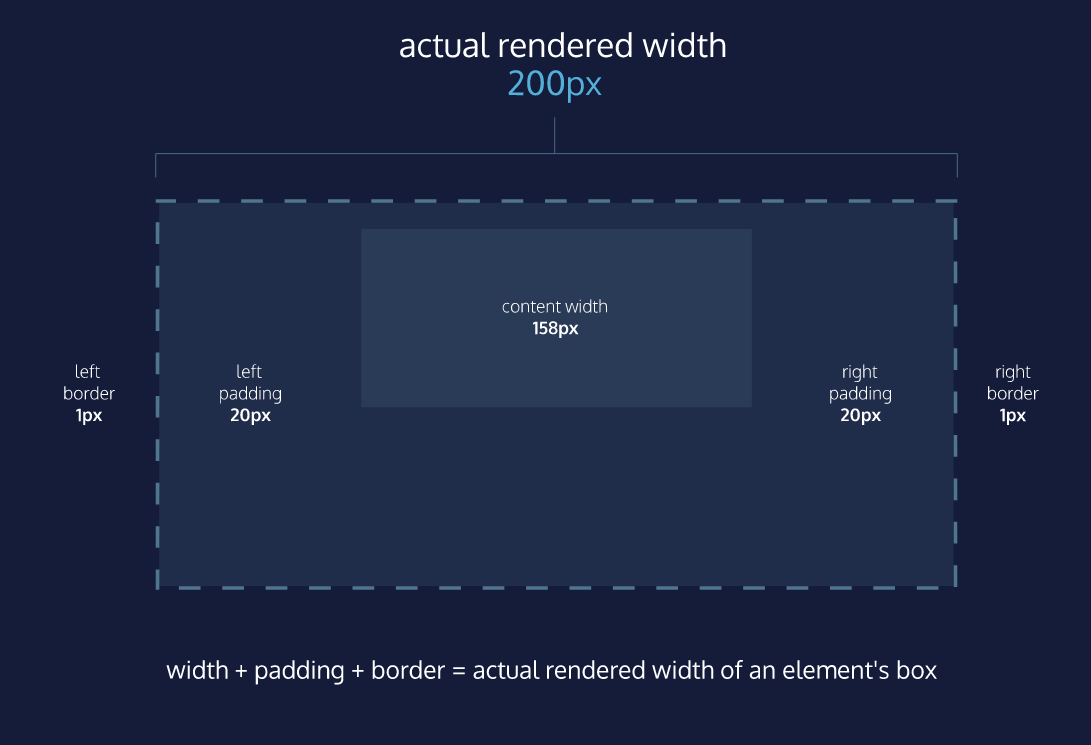 actual rendered width
200px
content width
158px
left
border
1px
left
padding
20px
right
padding
20px
right
border
1px
width + padding + border = actual rendered width of an element's box